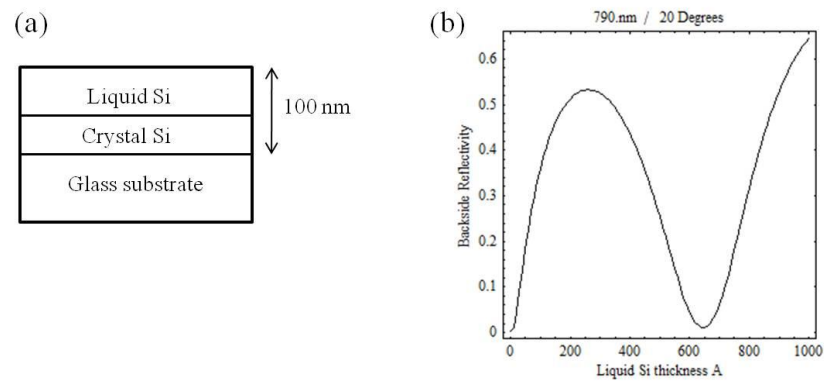 (a)
Liquid Si
Crystal Si
Glass substrate
100 nm
(b)
790.nm / 20 Degrees
Backside Reflectivity
0.6
0.5
0.4
0.3
0.2
0.1
0
0 200 400 600 800 1000
Liquid Si thickness A